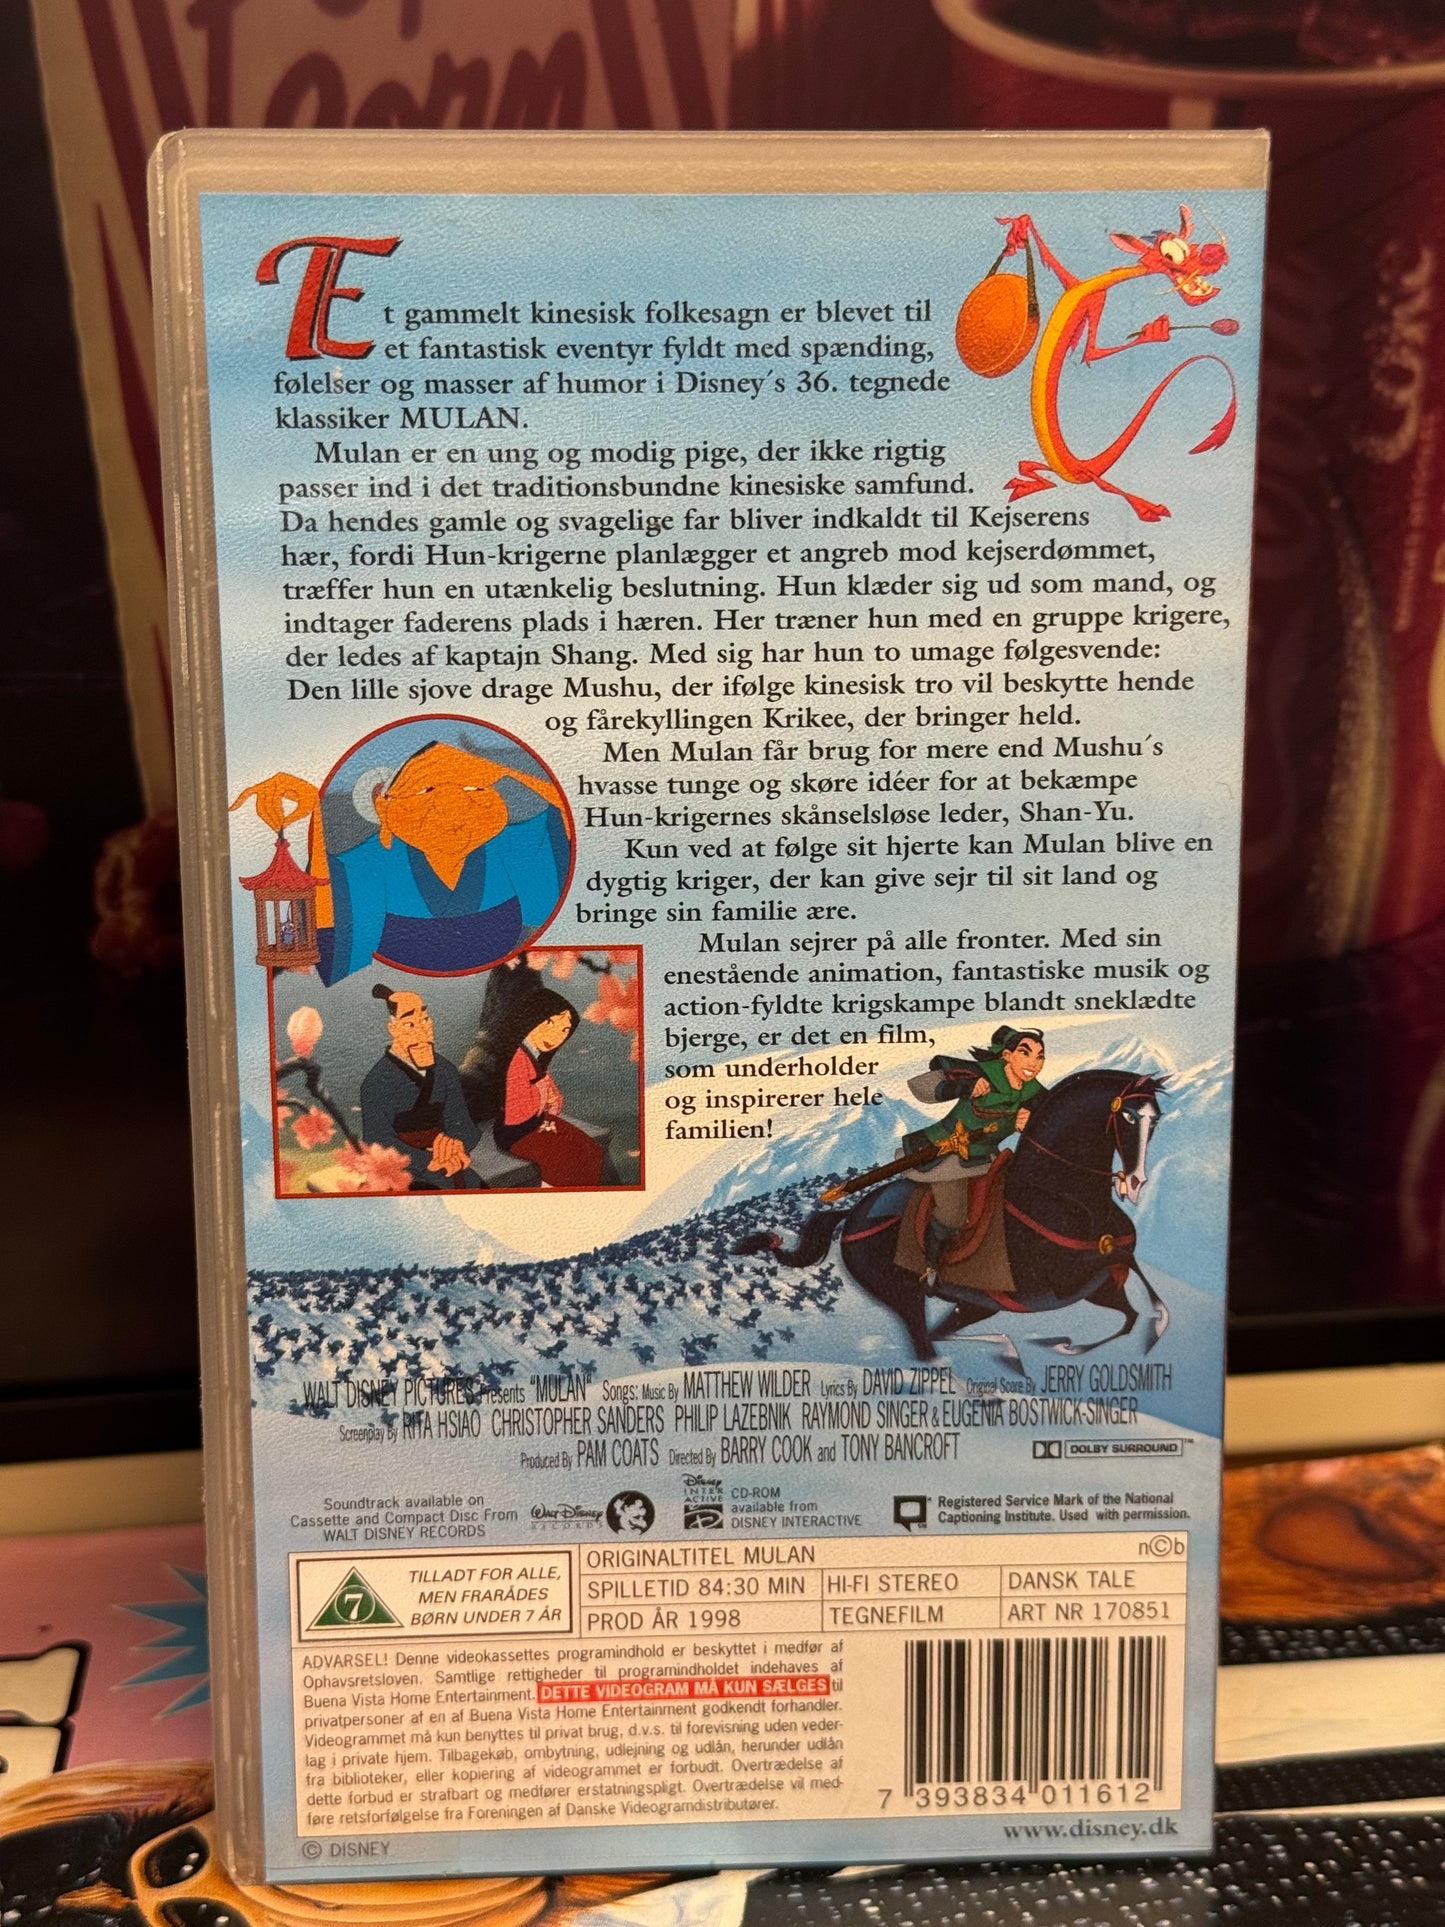 Et gammelt kinesisk folkesagn er blevet til
et fantastisk eventyr fyldt med spænding,
følelser og masser af humor i Disney´s 36. tegnede
klassiker MULAN.
Mulan er en ung og modig pige, der ikke rigtig
passer ind i det traditionsbundne kinesiske samfund.
Da hendes gamle og svagelige far bliver indkaldt til Kejserens
hær, fordi Hun-krigerne planlægger et angreb mod kejserdømmet,
træffer hun en utænkelig beslutning. Hun klæder sig ud som mand, og
indtager faderens plads i hæren. Her træner hun med en gruppe krigere,
der ledes af kaptajn Shang. Med sig har hun to umage følgesvende:
Den lille sjove drage Mushu, der ifølge kinesisk tro vil beskytte hende
og fårekyllingen Krikee, der bringer held.
Men Mulan får brug for mere end Mushu´s
hvasse tunge og skøre idéer for at bekæmpe
Hun-krigernes skånselsløse leder, Shan-Yu.
Kun ved at følge sit hjerte kan Mulan blive en
dygtig kriger, der kan give sejr til sit land og
bringe sin familie ære.
Mulan sejrer på alle fronter. Med sin
enestående animation, fantastiske musik og
action-fyldte krigskampe blandt sneklædte
bjerge, er det en film,
som underholder
og inspirerer hele
familien!
WALT DISNEY PICTURES Presents "MULAN" Songs: Music By MATTHEW WILDER Lyrics By DAVID ZIPPEL Original Score By JERRY GOLDSMITH
Screenplay By RITA HSIAO CHRISTOPHER SANDERS PHILIP LAZEBNIK RAYMOND SINGER & EUGENIA BOSTWICK-SINGER
Produced By PAM COATS Directed By BARRY COOK and TONY BANCROFT
DOLBY SURROUND™
Soundtrack available on
Cassette and Compact Disc From
WALT DISNEY RECORDS
WALT DISNEY
RECORDS
Disney
INTER
ACTIVE
CD-ROM
available from
DISNEY INTERACTIVE
Registered Service Mark of the National
Captioning Institute. Used with permission.
7
TILLADT FOR ALLE,
MEN FRARÅDES
BØRN UNDER 7 ÅR
ORIGINALTITEL MULAN n©b
SPILLETID 84:30 MIN HI-FI STEREO DANSK TALE
PROD ÅR 1998 TEGNEFILM ART NR 170851
ADVARSEL! Denne videokassettes programindhold er beskyttet i medfør af
Ophavsretsloven. Samtlige rettigheder til programindholdet indehaves af
Buena Vista Home Entertainment. DETTE VIDEOGRAM MÅ KUN SÆLGES til
privatpersoner af en af Buena Vista Home Entertainment godkendt forhandler.
Videogrammet må kun benyttes til privat brug, d.v.s. til forevisning uden veder-
lag i private hjem. Tilbagekøb, ombytning, udlejning og udlån, herunder udlån
fra biblioteker, eller kopiering af videogrammet er forbudt. Overtrædelse af
dette forbud er strafbart og medfører erstatningspligt. Overtrædelse vil med-
føre retsforfølgelse fra Foreningen af Danske Videogramdistributører.
7 393834 011612
www.disney.dk
© DISNEY